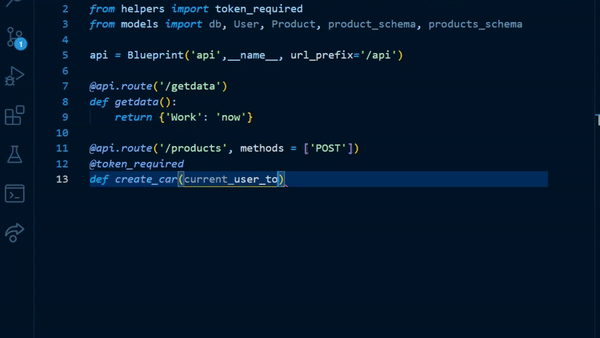 1
2 from helpers import token_required
3 from models import db, User, Product, product_schema, products_schema
4
5 api = Blueprint('api',__name__, url_prefix='/api')
6
7 @api.route('/getdata')
8 def getdata():
9 return {'Work': 'now'}
10
11 @api.route('/products', methods = ['POST'])
12 @token_required
13 def create_car(current_user_to)